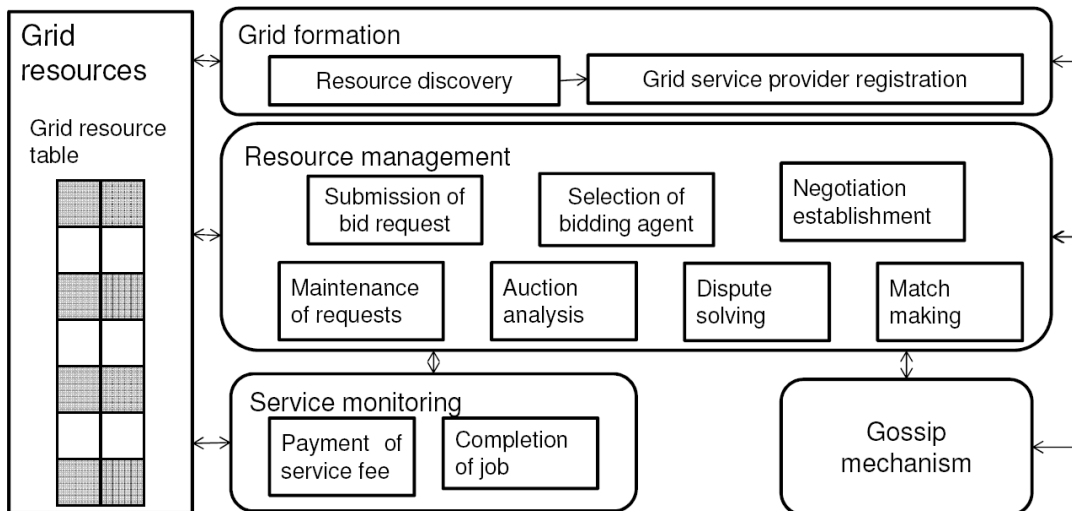 Grid
resources
Grid resource
table
Grid formation
Resource discovery
Grid service provider registration
Resource management
Submission of
bid request
Selection of
bidding agent
Negotiation
establishment
Maintenance
of requests
Auction
analysis
Dispute
solving
Match
making
Service monitoring
Payment of
service fee
Completion
of job
Gossip
mechanism